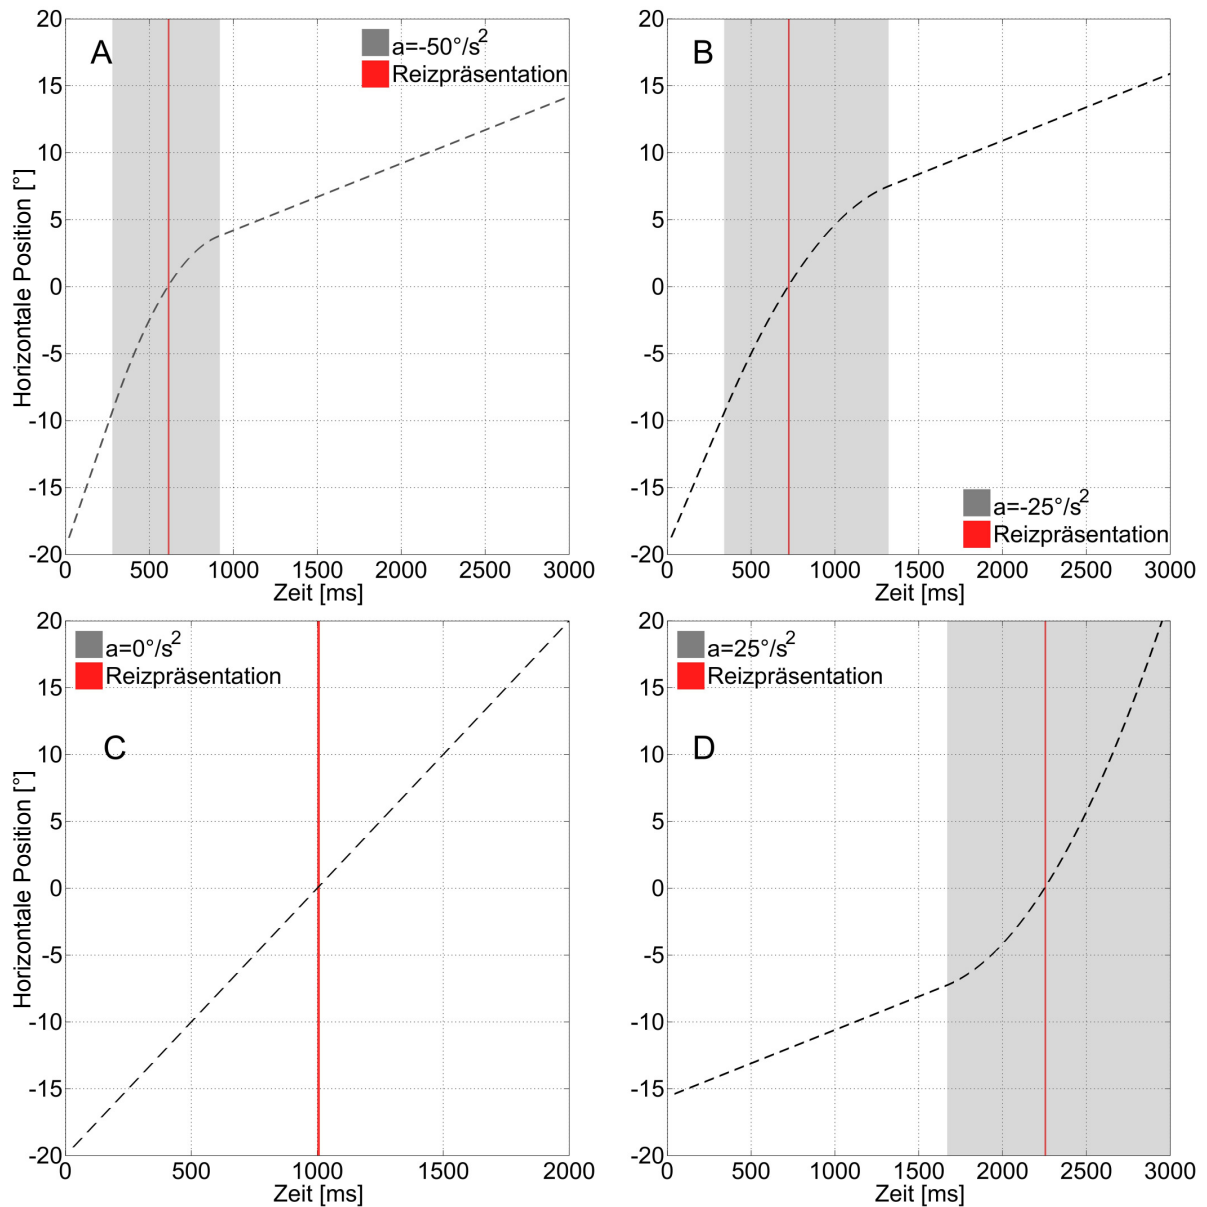 A
a=-50°/s²
Reizpräsentation
20
15
10
5
0
-5
-10
-15
-20
Horizontale Position [°]
0 500 1000 1500 2000 2500 3000
Zeit [ms]
B
20
15
10
5
0
-5
-10
-15
-20
a=-25°/s²
Reizpräsentation
0 500 1000 1500 2000 2500 3000
Zeit [ms]
a=0°/s²
Reizpräsentation
C
20
15
10
5
0
-5
-10
-15
-20
Horizontale Position [°]
0 500 1000 1500 2000
Zeit [ms]
a=25°/s²
Reizpräsentation
D
20
15
10
5
0
-5
-10
-15
-20
0 500 1000 1500 2000 2500 3000
Zeit [ms]